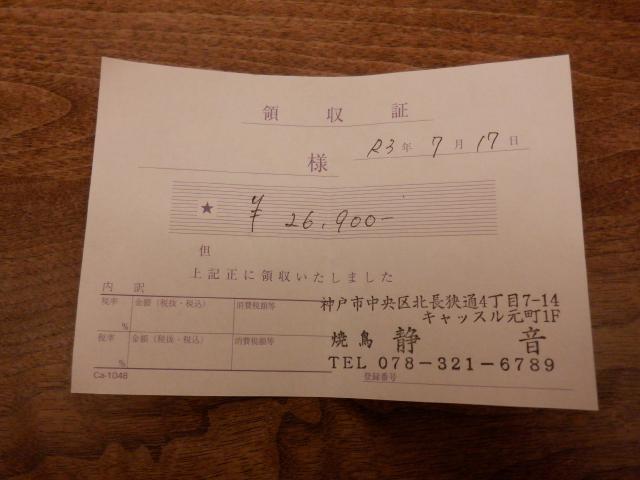 領収証
R3年7月17日
様
★ ¥26,900-
但
上記正に領収いたしました
内訳
税率 金額(税抜・税込) 消費税額等
%
税率 金額(税抜・税込) 消費税額等
%
神戸市中央区北長狭通4丁目7-14
キャッスル元町1F
焼鳥 静音
TEL 078-321-6789
Ca-1048
登録番号